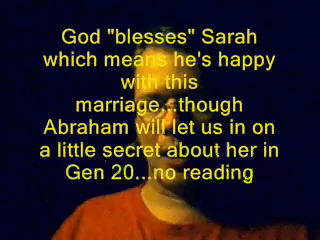 God "blesses" Sarah
which means he's happy
with this
marriage...though
Abraham will let us in on
a little secret about her in
Gen 20...no reading